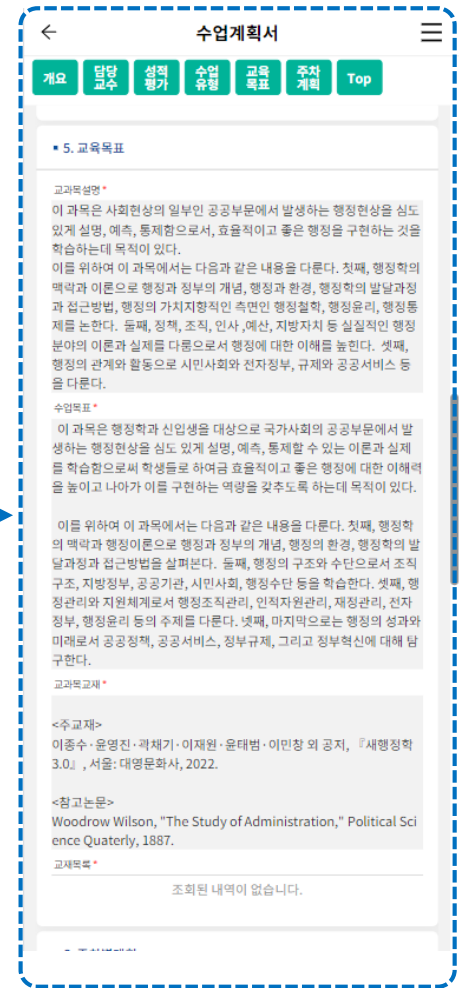 수업계획서
개요
담당
교수
성적
평가
수업
유형
교육
목표
주차
계획
Top
▪ 5. 교육목표
교과목설명 *
이 과목은 사회현상의 일부인 공공부문에서 발생하는 행정현상을 심도
있게 설명, 예측, 통제함으로서, 효율적이고 좋은 행정을 구현하는 것을
학습하는데 목적이 있다.
이를 위하여 이 과목에서는 다음과 같은 내용을 다룬다. 첫째, 행정학의
맥락과 이론으로 행정과 정부의 개념, 행정과 환경, 행정학의 발달과정
과 접근방법, 행정의 가치지향적인 측면인 행정철학, 행정윤리, 행정통
제를 논한다. 둘째, 정책, 조직, 인사 ,예산, 지방자치 등 실질적인 행정
분야의 이론과 실제를 다룸으로서 행정에 대한 이해를 높힌다. 셋째,
행정의 관계와 활동으로 시민사회와 전자정부, 규제와 공공서비스 등
을 다룬다.
수업목표 *
이 과목은 행정학과 신입생을 대상으로 국가사회의 공공부문에서 발
생하는 행정현상을 심도 있게 설명, 예측, 통제할 수 있는 이론과 실제
를 학습함으로써 학생들로 하여금 효율적이고 좋은 행정에 대한 이해력
을 높이고 나아가 이를 구현하는 역량을 갖추도록 하는데 목적이 있다.
이를 위하여 이 과목에서는 다음과 같은 내용을 다룬다. 첫째, 행정학
의 맥락과 행정이론으로 행정과 정부의 개념, 행정의 환경, 행정학의 발
달과정과 접근방법을 살펴본다. 둘째, 행정의 구조와 수단으로서 조직
구조, 지방정부, 공공기관, 시민사회, 행정수단 등을 학습한다. 셋째, 행
정관리와 지원체계로서 행정조직관리, 인적자원관리, 재정관리, 전자
정부, 행정윤리 등의 주제를 다룬다. 넷째, 마지막으로는 행정의 성과와
미래로서 공공정책, 공공서비스, 정부규제, 그리고 정부혁신에 대해 탐
구한다.
교과목교재 *
<주교재>
이종수·윤영진·곽채기·이재원·윤태범·이민창 외 공저, 『새행정학
3.0』, 서울: 대영문화사, 2022.
<참고논문>
Woodrow Wilson, "The Study of Administration," Political Sci
ence Quaterly, 1887.
교재목록 *
조회된 내역이 없습니다.